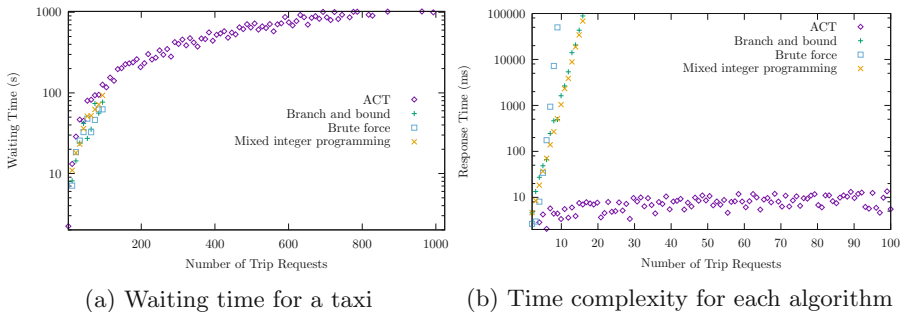 1000
100
10
Waiting Time (s)
ACT
Branch and bound
Brute force
Mixed integer programming
200 400 600 800 1000
Number of Trip Requests
(a) Waiting time for a taxi
100000
10000
1000
100
10
Response Time (ms)
ACT
Branch and bound
Brute force
Mixed integer programming
10 20 30 40 50 60 70 80 90 100
Number of Trip Requests
(b) Time complexity for each algorithm